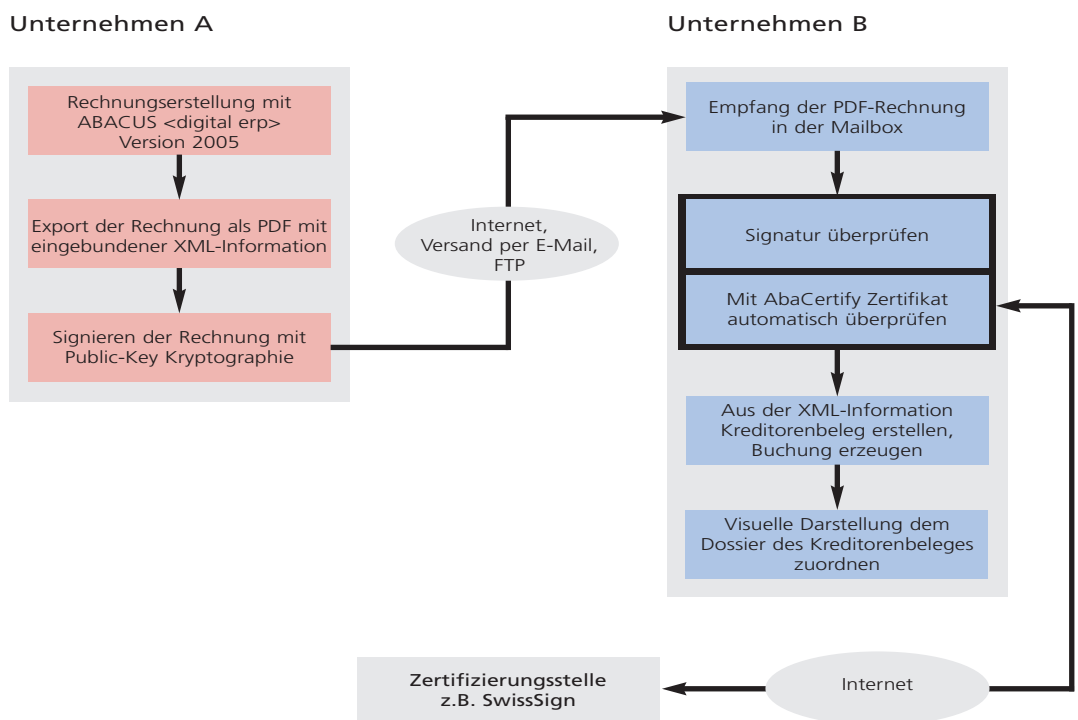 Unternehmen A
Rechnungserstellung mit
ABACUS <digital erp>
Version 2005
Export der Rechnung als PDF mit
eingebundener XML-Information
Signieren der Rechnung mit
Public-Key Kryptographie
Internet,
Versand per E-Mail,
FTP
Unternehmen B
Empfang der PDF-Rechnung
in der Mailbox
Signatur überprüfen
Mit AbaCertify Zertifikat
automatisch überprüfen
Aus der XML-Information
Kreditorenbeleg erstellen,
Buchung erzeugen
Visuelle Darstellung dem
Dossier des Kreditorenbeleges
zuordnen
Zertifizierungsstelle
z.B. SwissSign
Internet